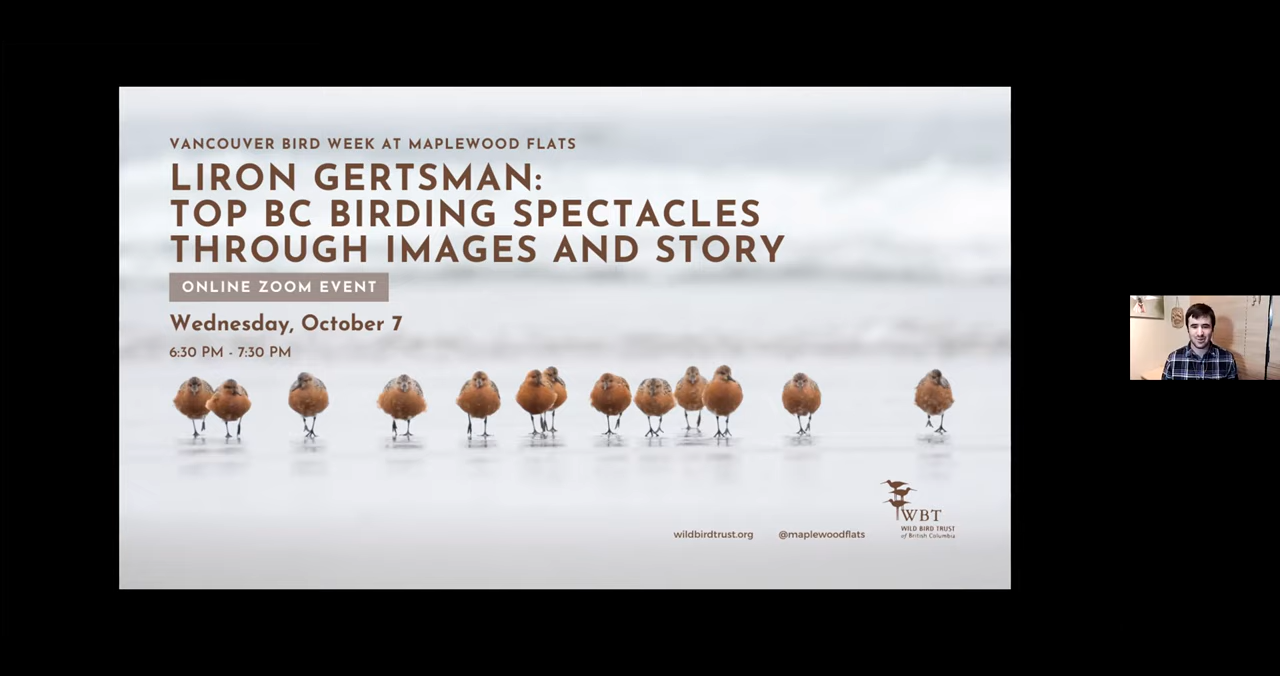 VANCOUVER BIRD WEEK AT MAPLEWOOD FLATS
LIRON GERTSMAN:
TOP BC BIRDING SPECTACLES
THROUGH IMAGES AND STORY
ONLINE ZOOM EVENT
Wednesday, October 7
6:30 PM - 7:30 PM
WBT
WILD BIRD TRUST
of British Columbia
wildbirdtrust.org @maplewoodflats